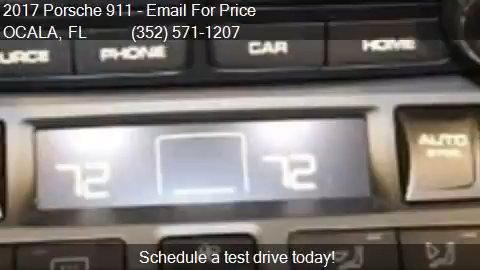 2017 Porsche 911 - Email For Price
OCALA, FL (352) 571-1207
SOURCE PHONE CAR HOME
72 72 AUTO
Schedule a test drive today!